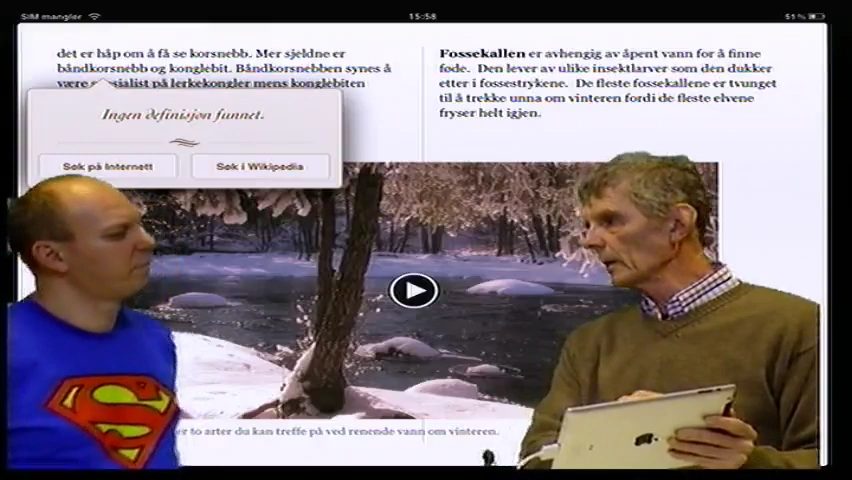 SIM mangler
15:58
51 %
det er håp om å få se korsnebb. Mer sjeldne er
båndkorsnebb og konglebit. Båndkorsnebben synes å
være spesialist på lerkekongler mens konglebiten
Ingen definisjon funnet.
Søk på Internett
Søk i Wikipedia
Fossekallen er avhengig av åpent vann for å finne
føde. Den lever av ulike insektlarver som den dukker
etter i fossestrykene. De fleste fossekallene er tvunget
til å trekke unna om vinteren fordi de fleste elvene
fryser helt igjen.
er to arter du kan treffe på ved renende vann om vinteren.